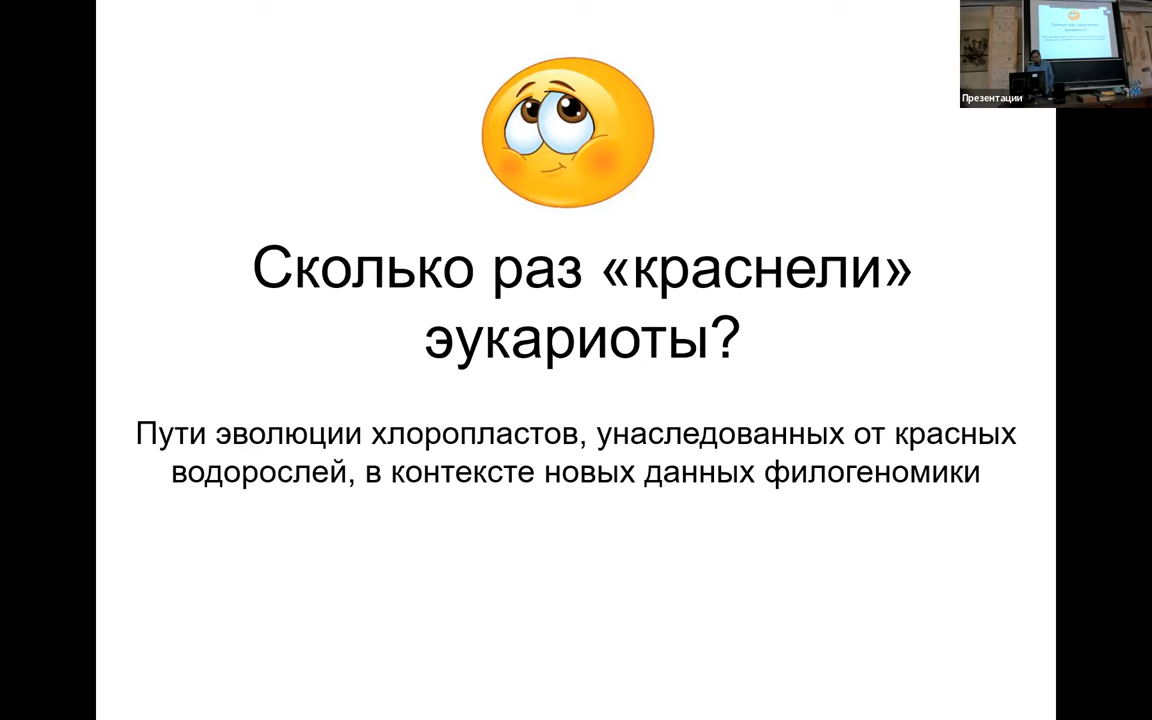 Презентации
Сколько раз «краснели»
эукариоты?
Пути эволюции хлоропластов, унаследованных от красных
водорослей, в контексте новых данных филогеномики